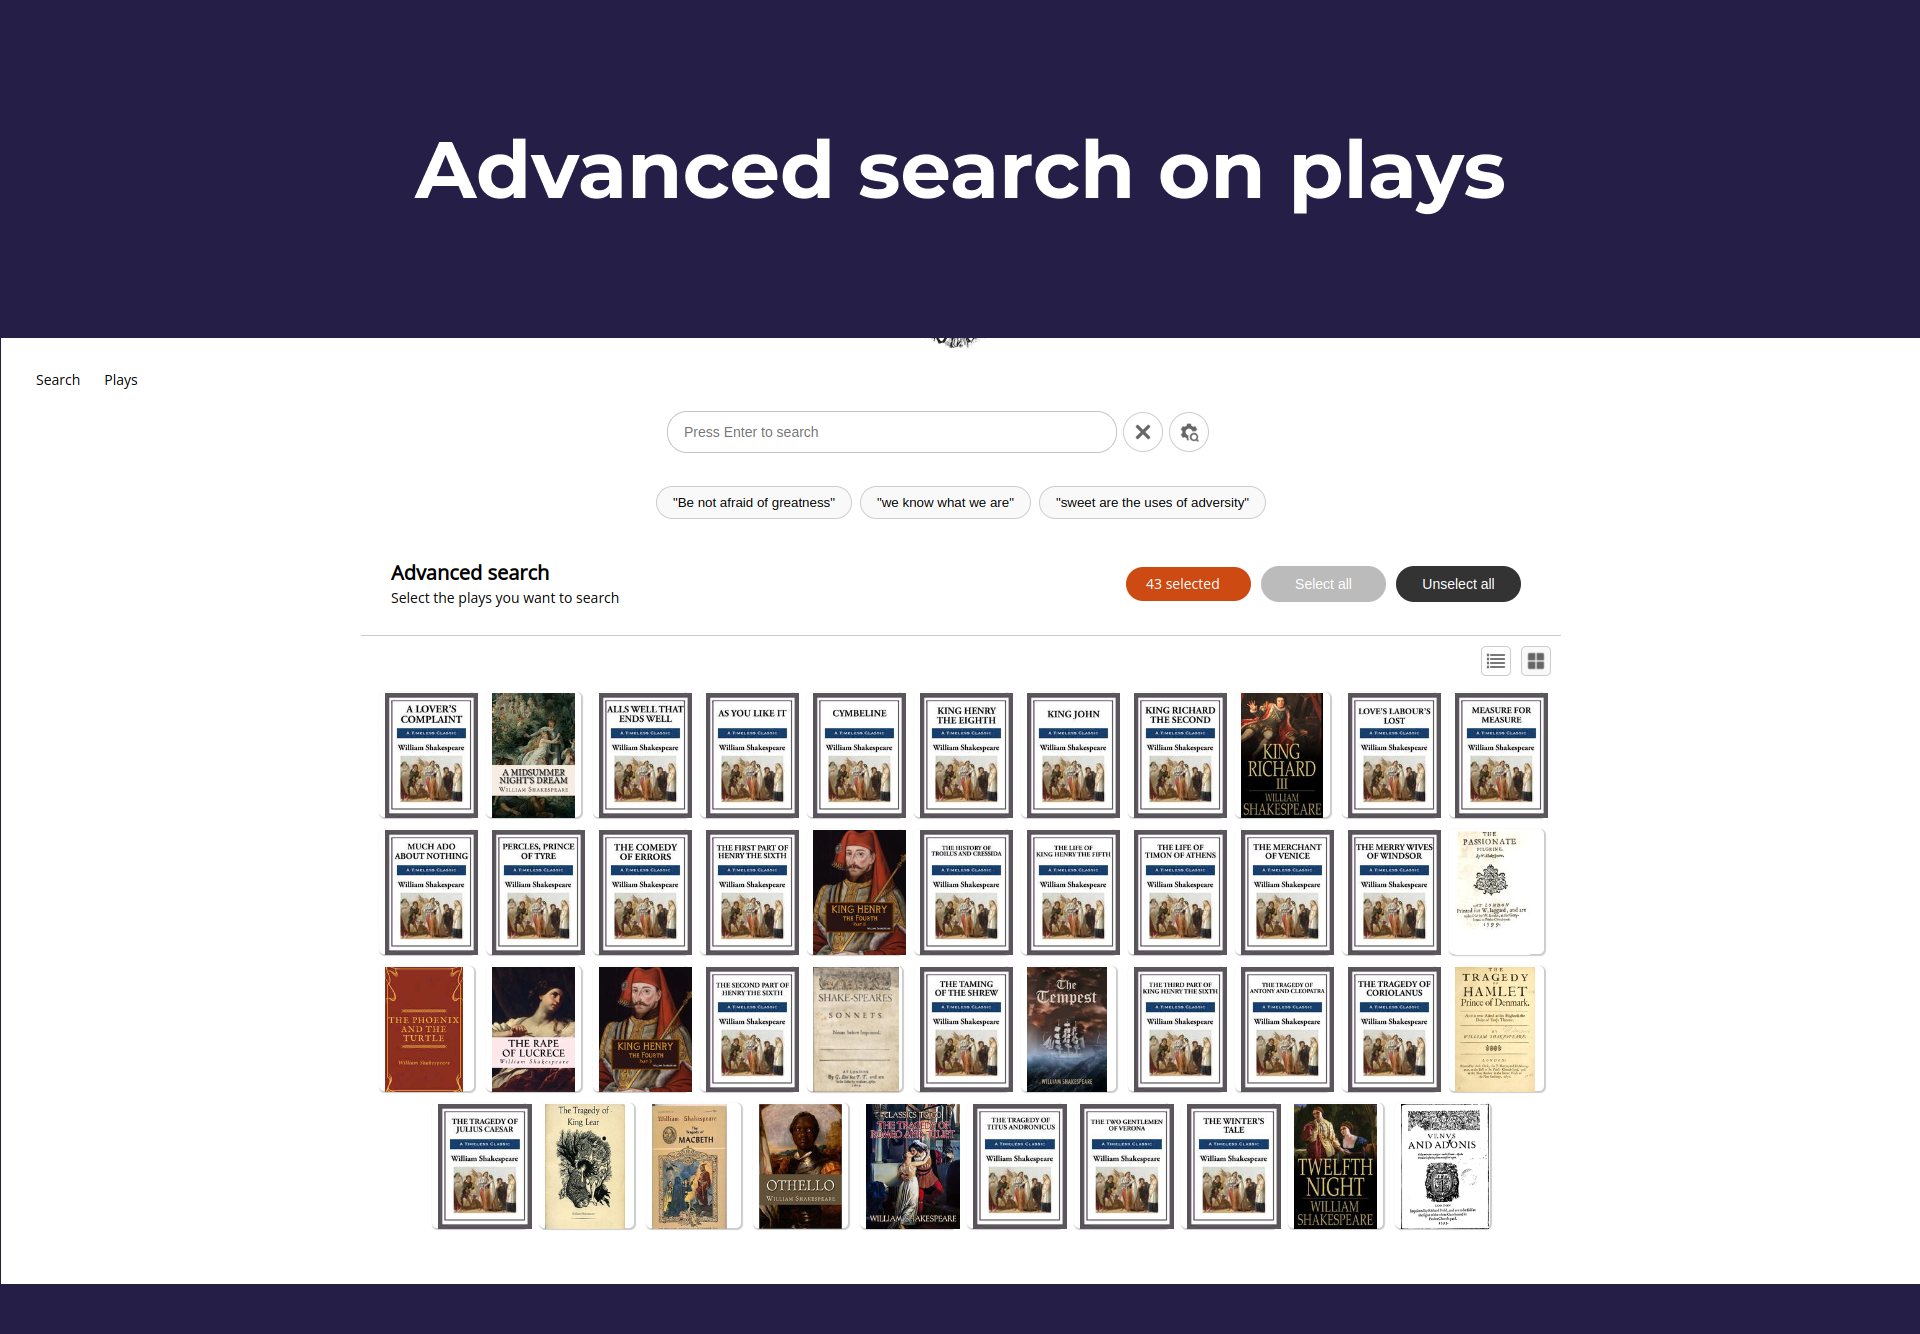 Advanced search on plays
Search Plays
Press Enter to search
"Be not afraid of greatness" "we know what we are" "sweet are the uses of adversity"
Advanced search
Select the plays you want to search
43 selected Select all Unselect all
A LOVER'S
COMPLAINT
A TIMELESS CLASSIC
William Shakespeare
A MIDSUMMER
NIGHT'S DREAM
WILLIAM SHAKESPEARE
ALLS WELL THAT
ENDS WELL
A TIMELESS CLASSIC
William Shakespeare
AS YOU LIKE IT
A TIMELESS CLASSIC
William Shakespeare
CYMBELINE
A TIMELESS CLASSIC
William Shakespeare
KING HENRY
THE EIGHTH
A TIMELESS CLASSIC
William Shakespeare
KING JOHN
A TIMELESS CLASSIC
William Shakespeare
KING RICHARD
THE SECOND
A TIMELESS CLASSIC
William Shakespeare
KING
RICHARD
III
WILLIAM
SHAKESPEARE
LOVE'S LABOUR'S
LOST
A TIMELESS CLASSIC
William Shakespeare
MEASURE FOR
MEASURE
A TIMELESS CLASSIC
William Shakespeare
MUCH ADO
ABOUT NOTHING
A TIMELESS CLASSIC
William Shakespeare
PERCLES, PRINCE
OF TYRE
A TIMELESS CLASSIC
William Shakespeare
THE COMEDY
OF ERRORS
A TIMELESS CLASSIC
William Shakespeare
THE FIRST PART OF
HENRY THE SIXTH
A TIMELESS CLASSIC
William Shakespeare
KING HENRY
THE FOURTH
WILLIAM SHAKESPEARE
THE HISTORY OF
TROILUS AND CRESSIDA
A TIMELESS CLASSIC
William Shakespeare
THE LIFE OF
KING HENRY THE FIFTH
A TIMELESS CLASSIC
William Shakespeare
THE LIFE OF
TIMON OF ATHENS
A TIMELESS CLASSIC
William Shakespeare
THE MERCHANT
OF VENICE
A TIMELESS CLASSIC
William Shakespeare
THE MERRY WIVES
OF WINDSOR
A TIMELESS CLASSIC
William Shakespeare
THE
PASSIONATE
PILGRIME.
AT LONDON
Printed for W. Iaggard, and are
1599.
THE PHOENIX
AND THE
TURTLE
William Shakespeare
THE RAPE
OF LUCRECE
William Shakespeare
KING HENRY
THE FOURTH
WILLIAM SHAKESPEARE
THE SECOND PART OF
HENRY THE SIXTH
A TIMELESS CLASSIC
William Shakespeare
SHAKE-SPEARES
SONNETS
Neuer before Imprinted.
AT LONDON
THE TAMING
OF THE SHREW
A TIMELESS CLASSIC
William Shakespeare
The
Tempest
WILLIAM SHAKESPEARE
THE THIRD PART OF
KING HENRY THE SIXTH
A TIMELESS CLASSIC
William Shakespeare
THE TRAGEDY OF
ANTONY AND CLEOPATRA
A TIMELESS CLASSIC
William Shakespeare
THE TRAGEDY OF
CORIOLANUS
A TIMELESS CLASSIC
William Shakespeare
THE
TRAGEDY
OF
HAMLET
Prince of Denmark.
BY
WILLIAM SHAKESPEARE.
THE TRAGEDY OF
JULIUS CAESAR
A TIMELESS CLASSIC
William Shakespeare
The Tragedy of
King Lear
William Shakespeare
MACBETH
OTHELLO
WILLIAM SHAKESPEARE
CLASSICS TO GO
THE TRAGEDY OF
ROMEO AND JULIET
WILLIAM SHAKESPEARE
THE TRAGEDY OF
TITUS ANDRONICUS
A TIMELESS CLASSIC
William Shakespeare
THE TWO GENTLEMEN
OF VERONA
A TIMELESS CLASSIC
William Shakespeare
THE WINTER'S
TALE
A TIMELESS CLASSIC
William Shakespeare
TWELFTH
NIGHT
WILLIAM
SHAKESPEARE
VENVS
AND ADONIS